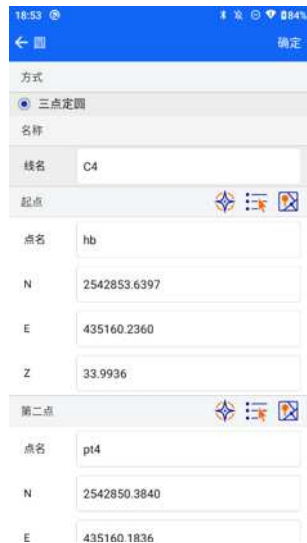 18:53 84%
圆 确定
方式
三点定圆
名称
线名 C4
起点
点名 hb
N 2542853.6397
E 435160.2360
Z 33.9936
第二点
点名 pt4
N 2542850.3840
E 435160.1836